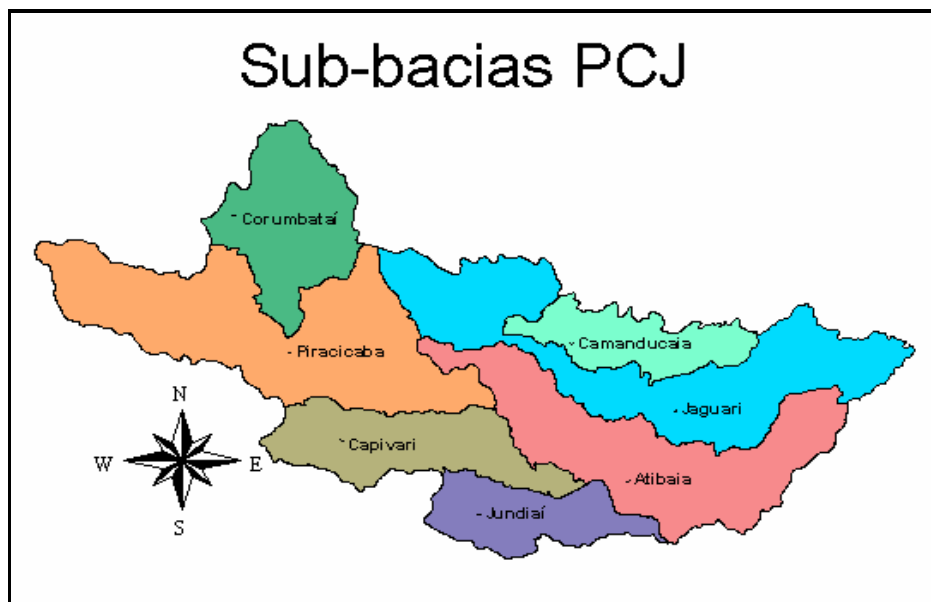 Sub-bacias PCJ
Corumbataí
Piracicaba
Camanducaia
Jaguari
Capivari
Atibaia
Jundiaí
N
W E
S